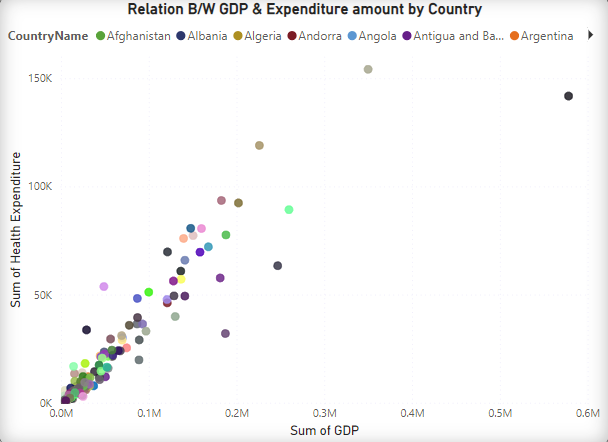 Relation B/W GDP & Expenditure amount by Country
CountryName Afghanistan Albania Algeria Andorra Angola Antigua and Ba... Argentina
150K
100K
50K
0K
Sum of Health Expenditure
0.0M 0.1M 0.2M 0.3M 0.4M 0.5M 0.6M
Sum of GDP